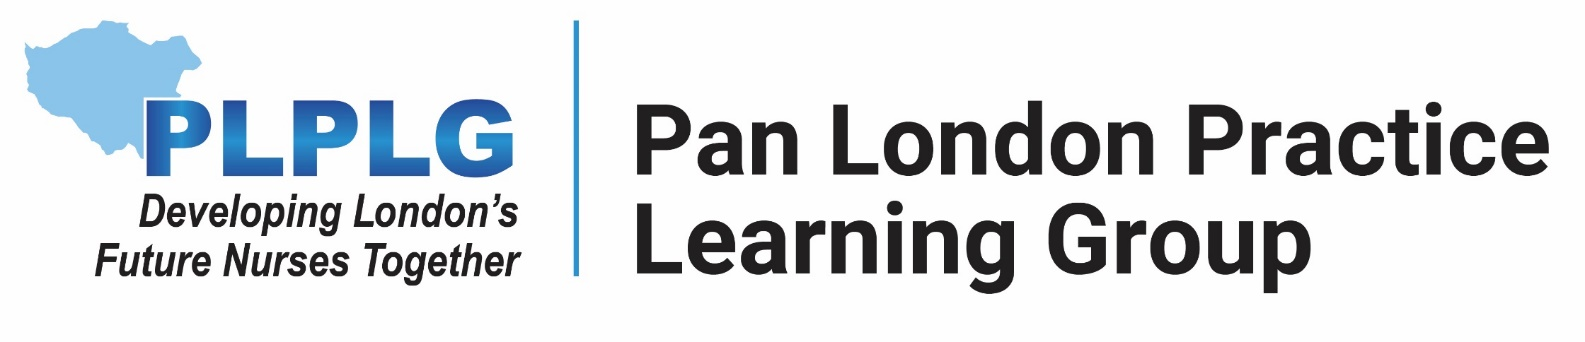 PLPLG
Developing London's
Future Nurses Together
Pan London Practice
Learning Group